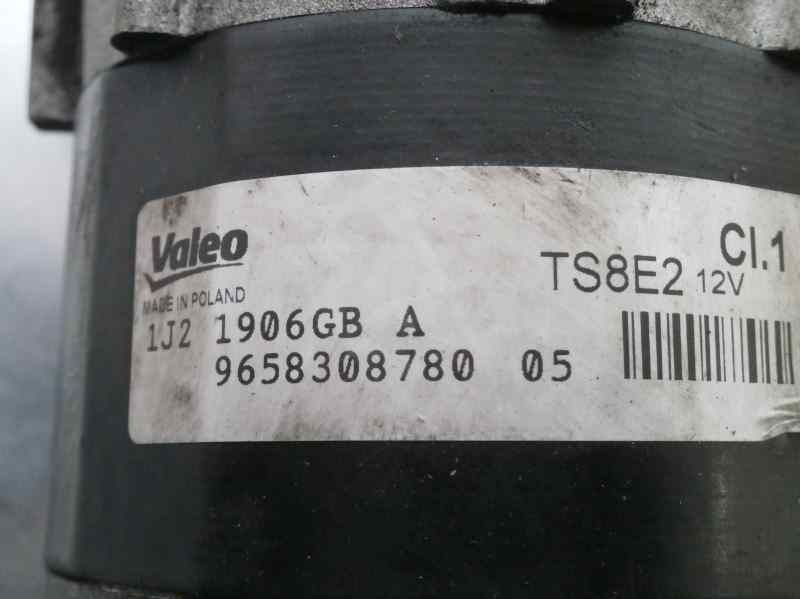 Valeo
MADE IN POLAND
Cl.1
TS8E2 12V
1J2 1906GB A
9658308780 05